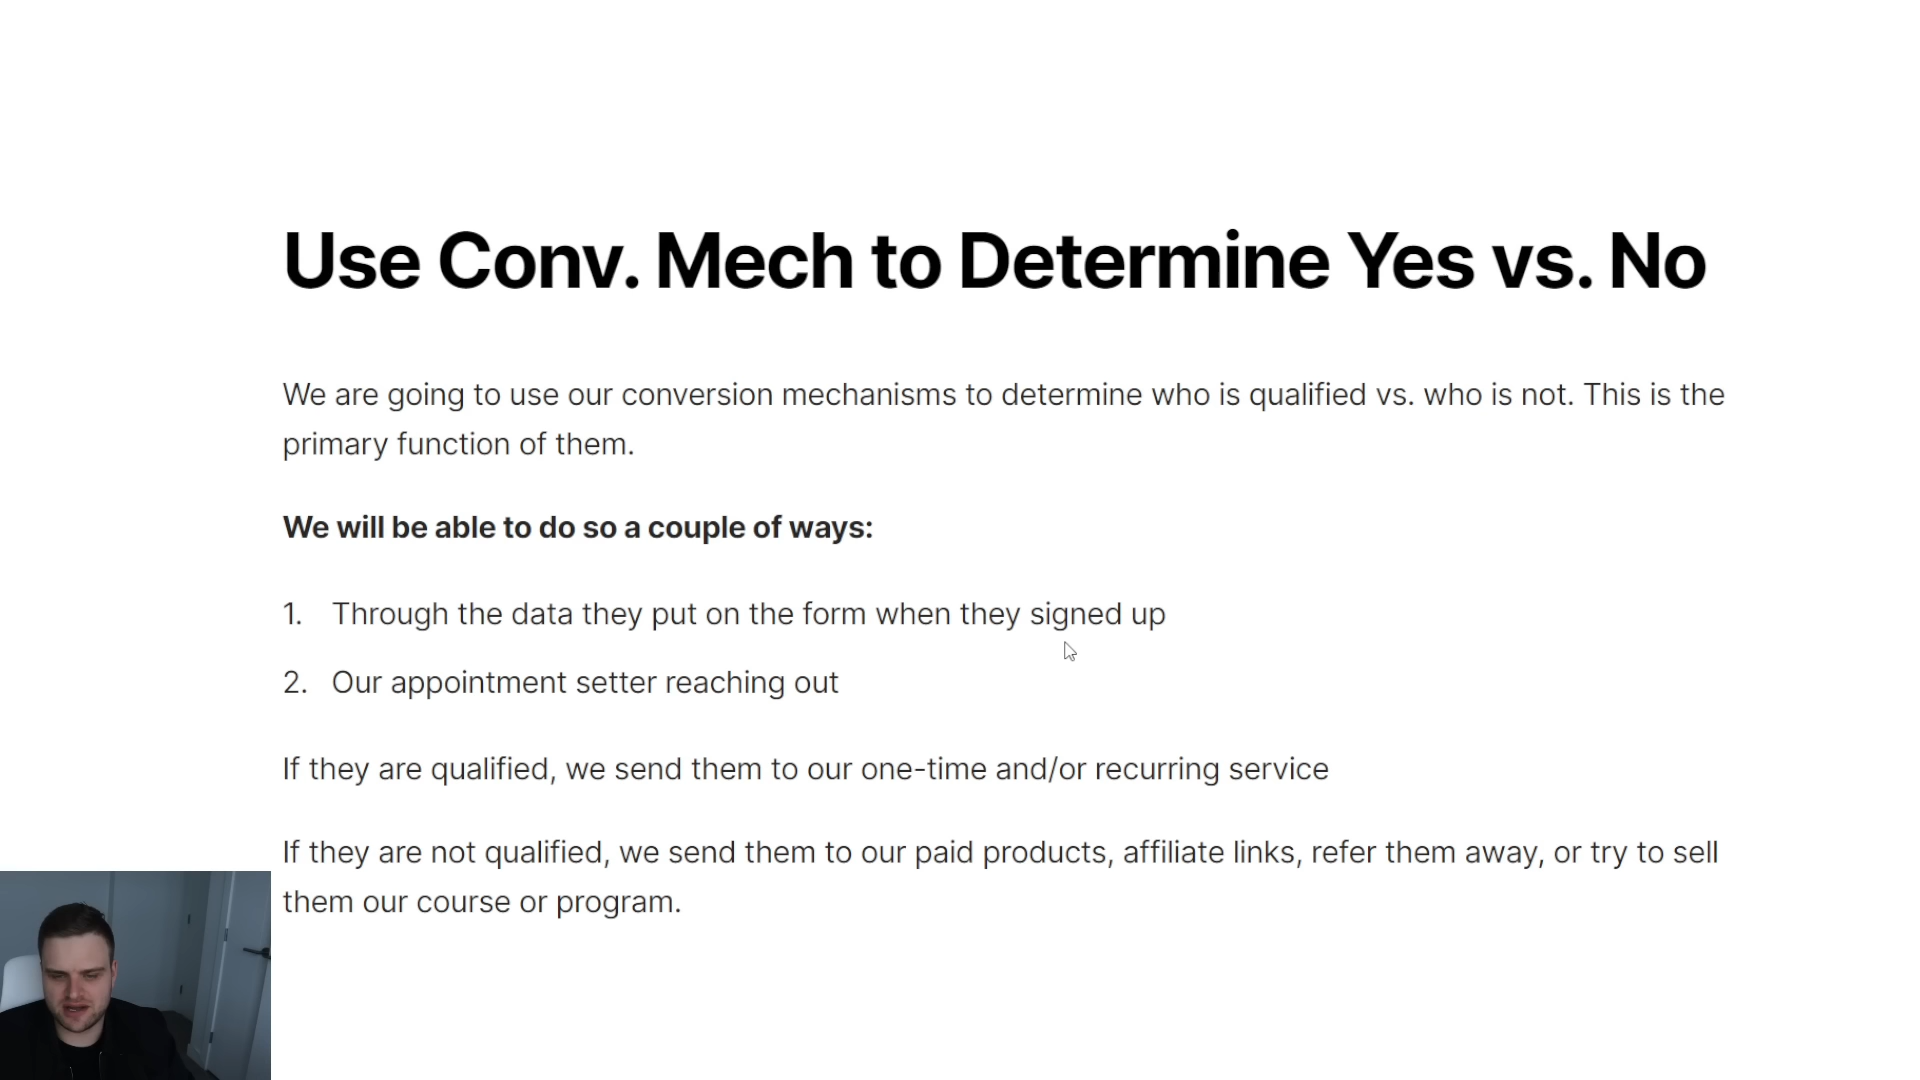 Use Conv. Mech to Determine Yes vs. No
We are going to use our conversion mechanisms to determine who is qualified vs. who is not. This is the
primary function of them.
We will be able to do so a couple of ways:
1. Through the data they put on the form when they signed up
2. Our appointment setter reaching out
If they are qualified, we send them to our one-time and/or recurring service
If they are not qualified, we send them to our paid products, affiliate links, refer them away, or try to sell
them our course or program.